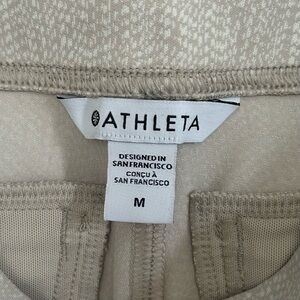 ATHLETA
DESIGNED IN
SAN FRANCISCO
CONÇU À
SAN FRANCISCO
M